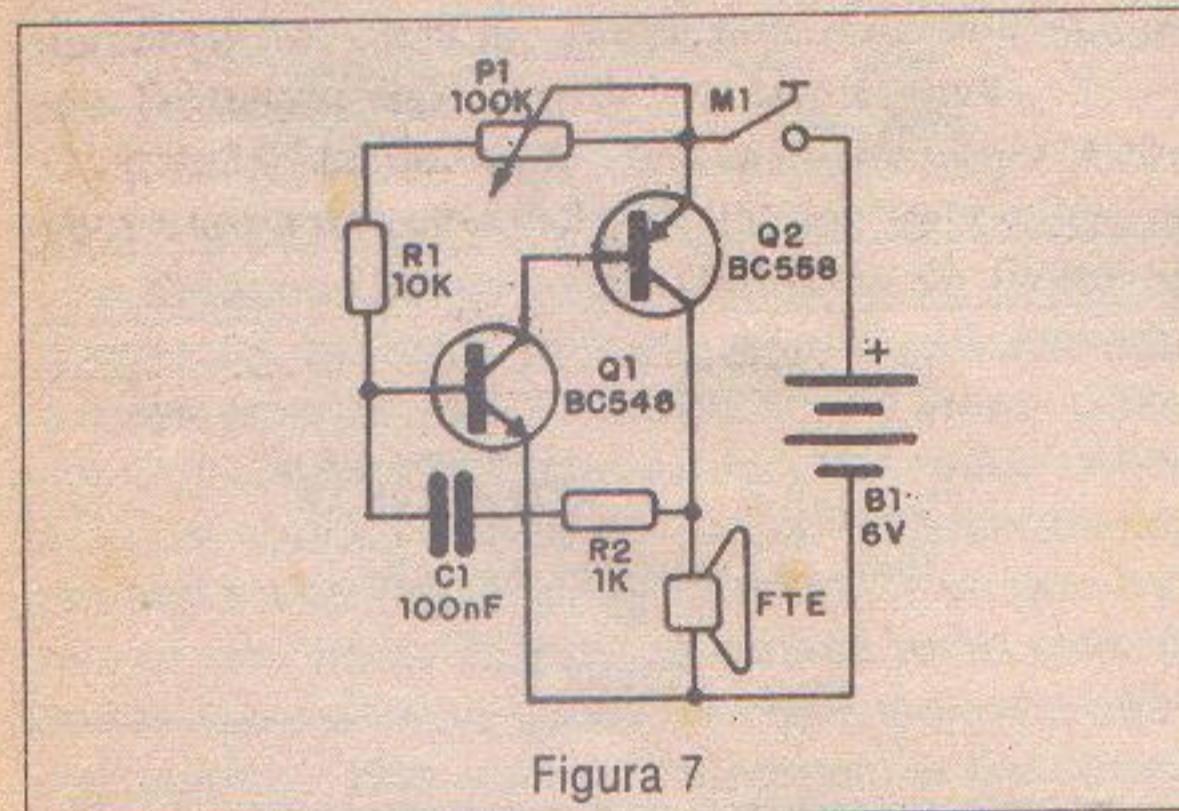 P1
100K
M1
R1
10K
Q2
BC558
Q1
BC548
+
C1
100nF
R2
1K
FTE
B1
6V
Figura 7